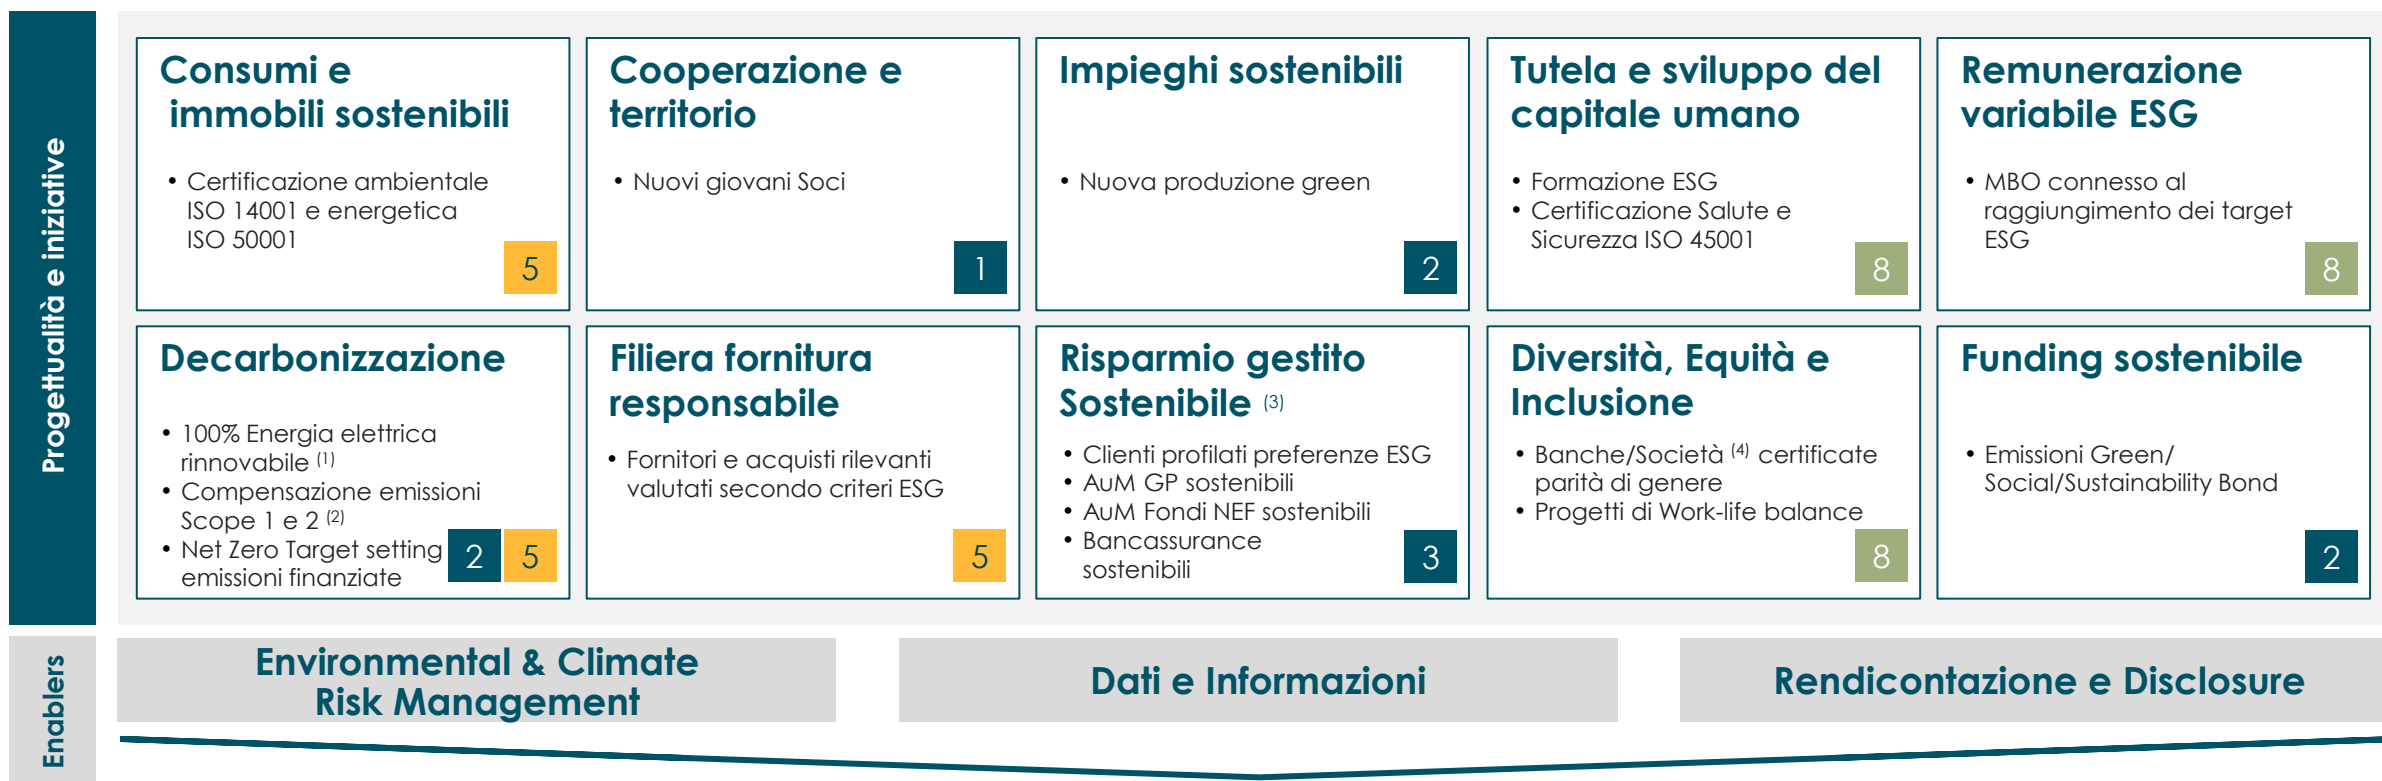 Progettualità e iniziative
Consumi e
immobili sostenibili
• Certificazione ambientale
ISO 14001 e energetica
ISO 50001
5
Cooperazione e
territorio
• Nuovi giovani Soci
1
Impieghi sostenibili
• Nuova produzione green
2
Tutela e sviluppo del
capitale umano
• Formazione ESG
• Certificazione Salute e
Sicurezza ISO 45001
8
Remunerazione
variabile ESG
• MBO connesso al
raggiungimento dei target
ESG
8
Decarbonizzazione
• 100% Energia elettrica
rinnovabile (1)
• Compensazione emissioni
Scope 1 e 2 (2)
• Net Zero Target setting
emissioni finanziate
2 5
Filiera fornitura
responsabile
• Fornitori e acquisti rilevanti
valutati secondo criteri ESG
5
Risparmio gestito
Sostenibile (3)
• Clienti profilati preferenze ESG
• AuM GP sostenibili
• AuM Fondi NEF sostenibili
• Bancassurance
sostenibili
3
Diversità, Equità e
Inclusione
• Banche/Società (4) certificate
parità di genere
• Progetti di Work-life balance
8
Funding sostenibile
• Emissioni Green/
Social/Sustainability Bond
2
Enablers
Environmental & Climate
Risk Management
Dati e Informazioni
Rendicontazione e Disclosure